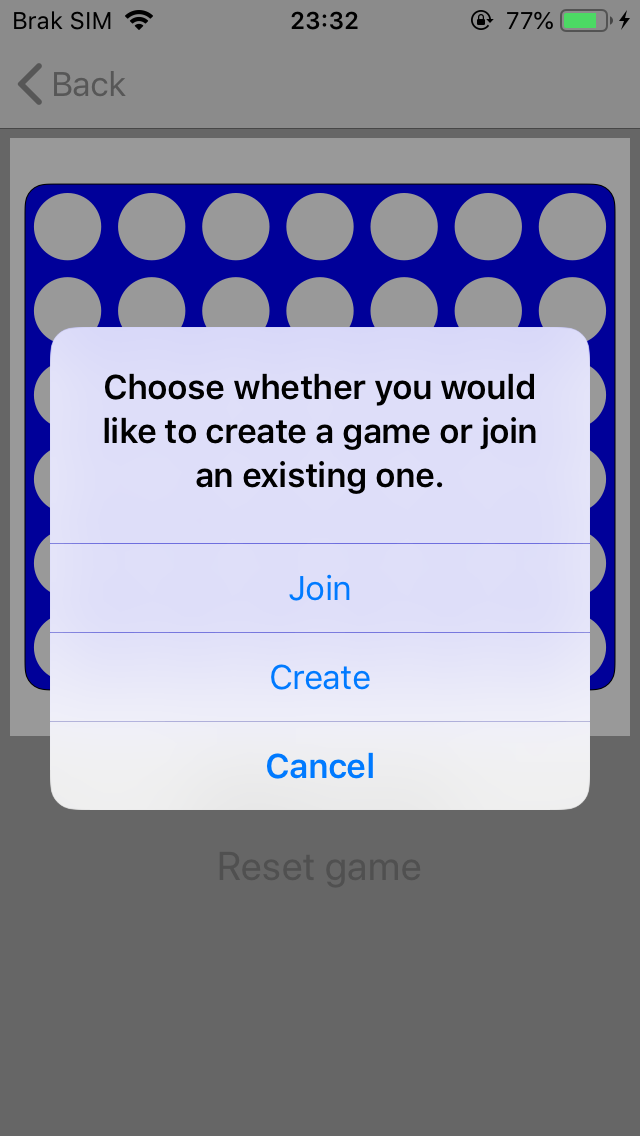 Brak SIM 23:32 77%
Back
Choose whether you would
like to create a game or join
an existing one.
Join
Create
Cancel
Reset game